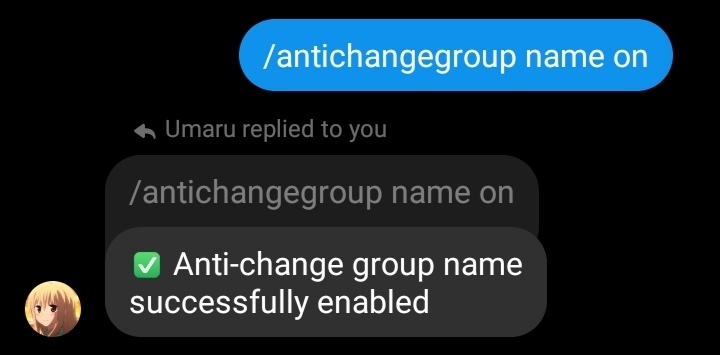 /antichangegroup name on
Umaru replied to you
/antichangegroup name on
✅ Anti-change group name
successfully enabled